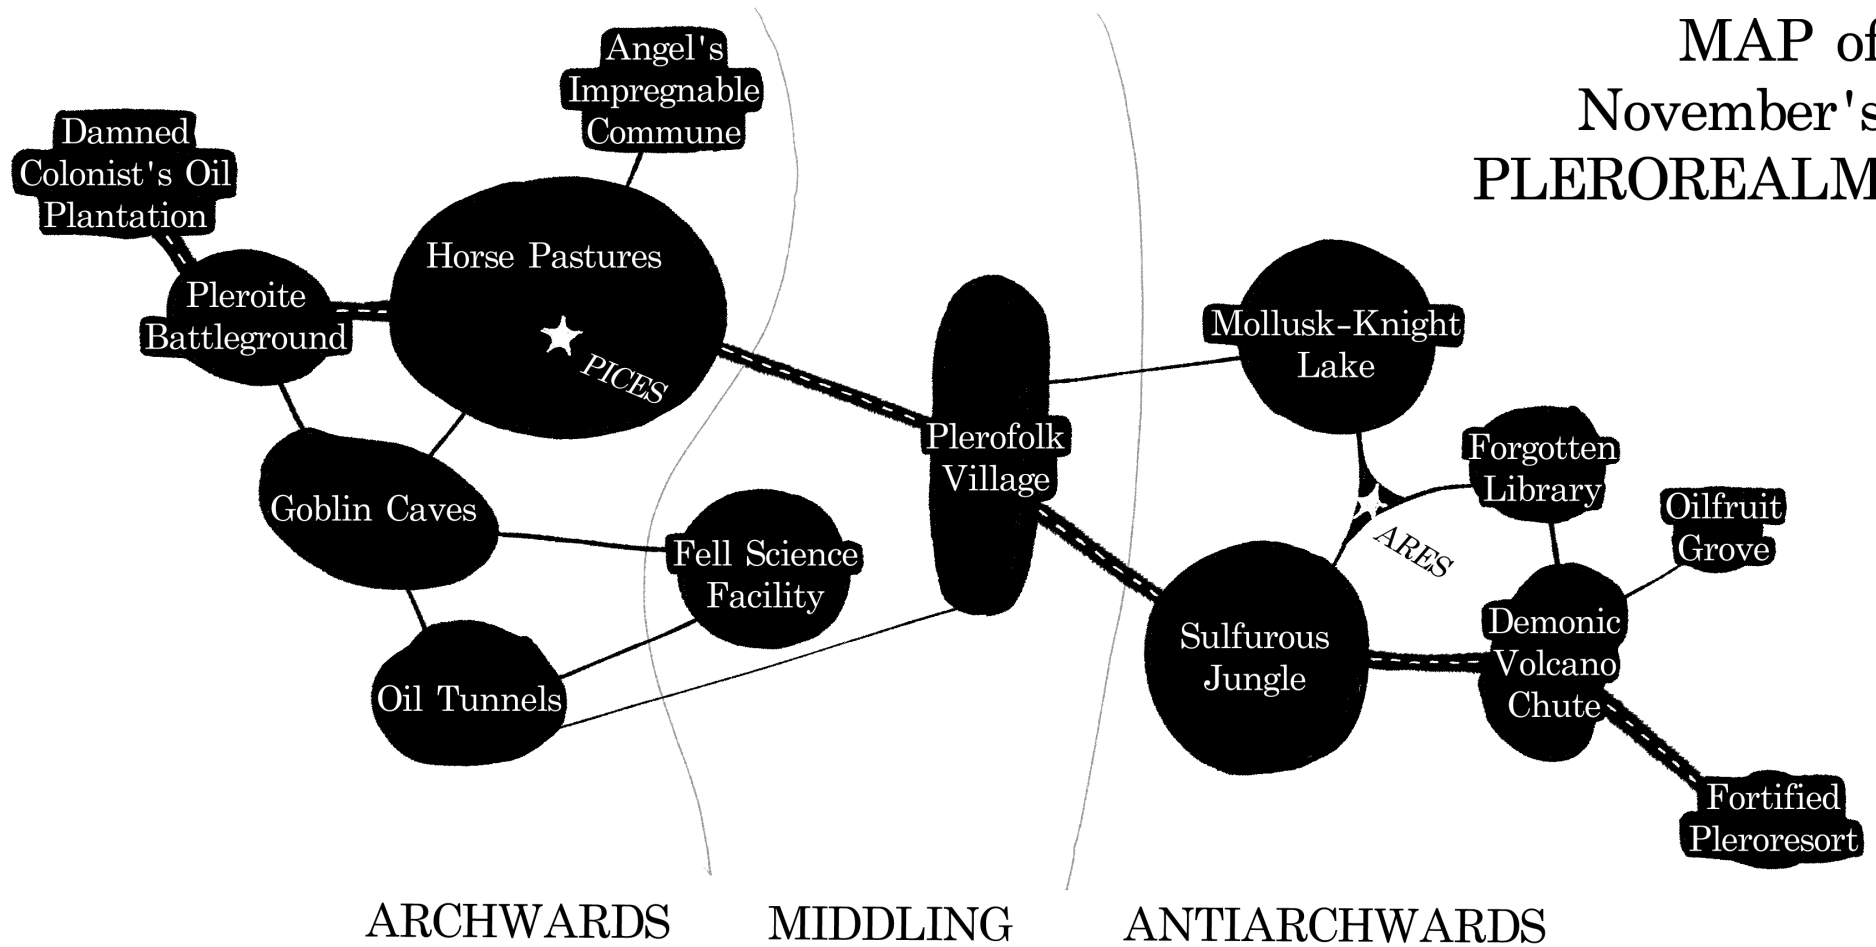 MAP of
November's
PLEROREALM
Angel's
Impregnable
Commune
Damned
Colonist's Oil
Plantation
Horse Pastures
PICES
Pleroite
Battleground
Mollusk-Knight
Lake
Plerofolk
Village
Forgotten
Library
Oilfruit
Grove
ARES
Goblin Caves
Fell Science
Facility
Demonic
Volcano
Chute
Sulfurous
Jungle
Oil Tunnels
Fortified
Pleroresort
ARCHWARDS
MIDDLING
ANTIARCHWARDS